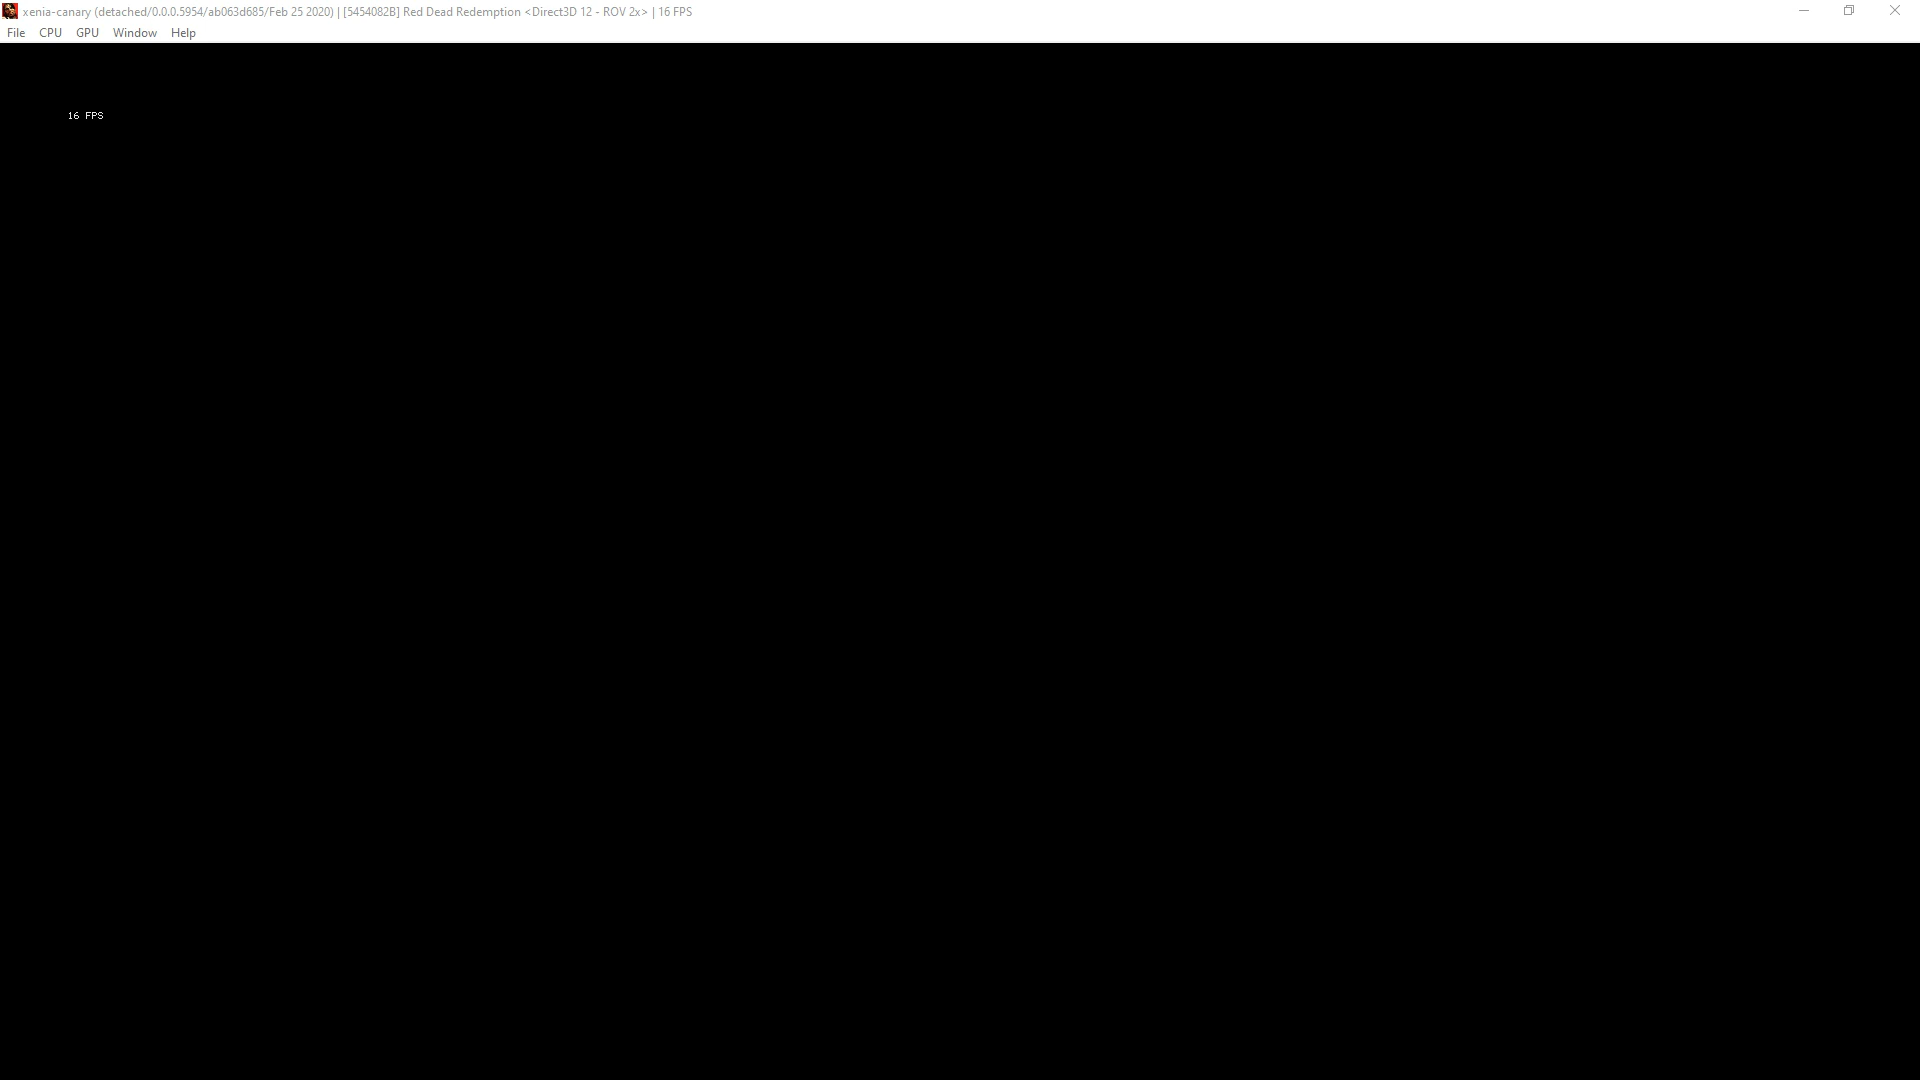 xenia-canary (detached/0.0.0.5954/ab063d685/Feb 25 2020) | [5454082B] Red Dead Redemption <Direct3D 12 - ROV 2x> | 16 FPS
File CPU GPU Window Help
16 FPS